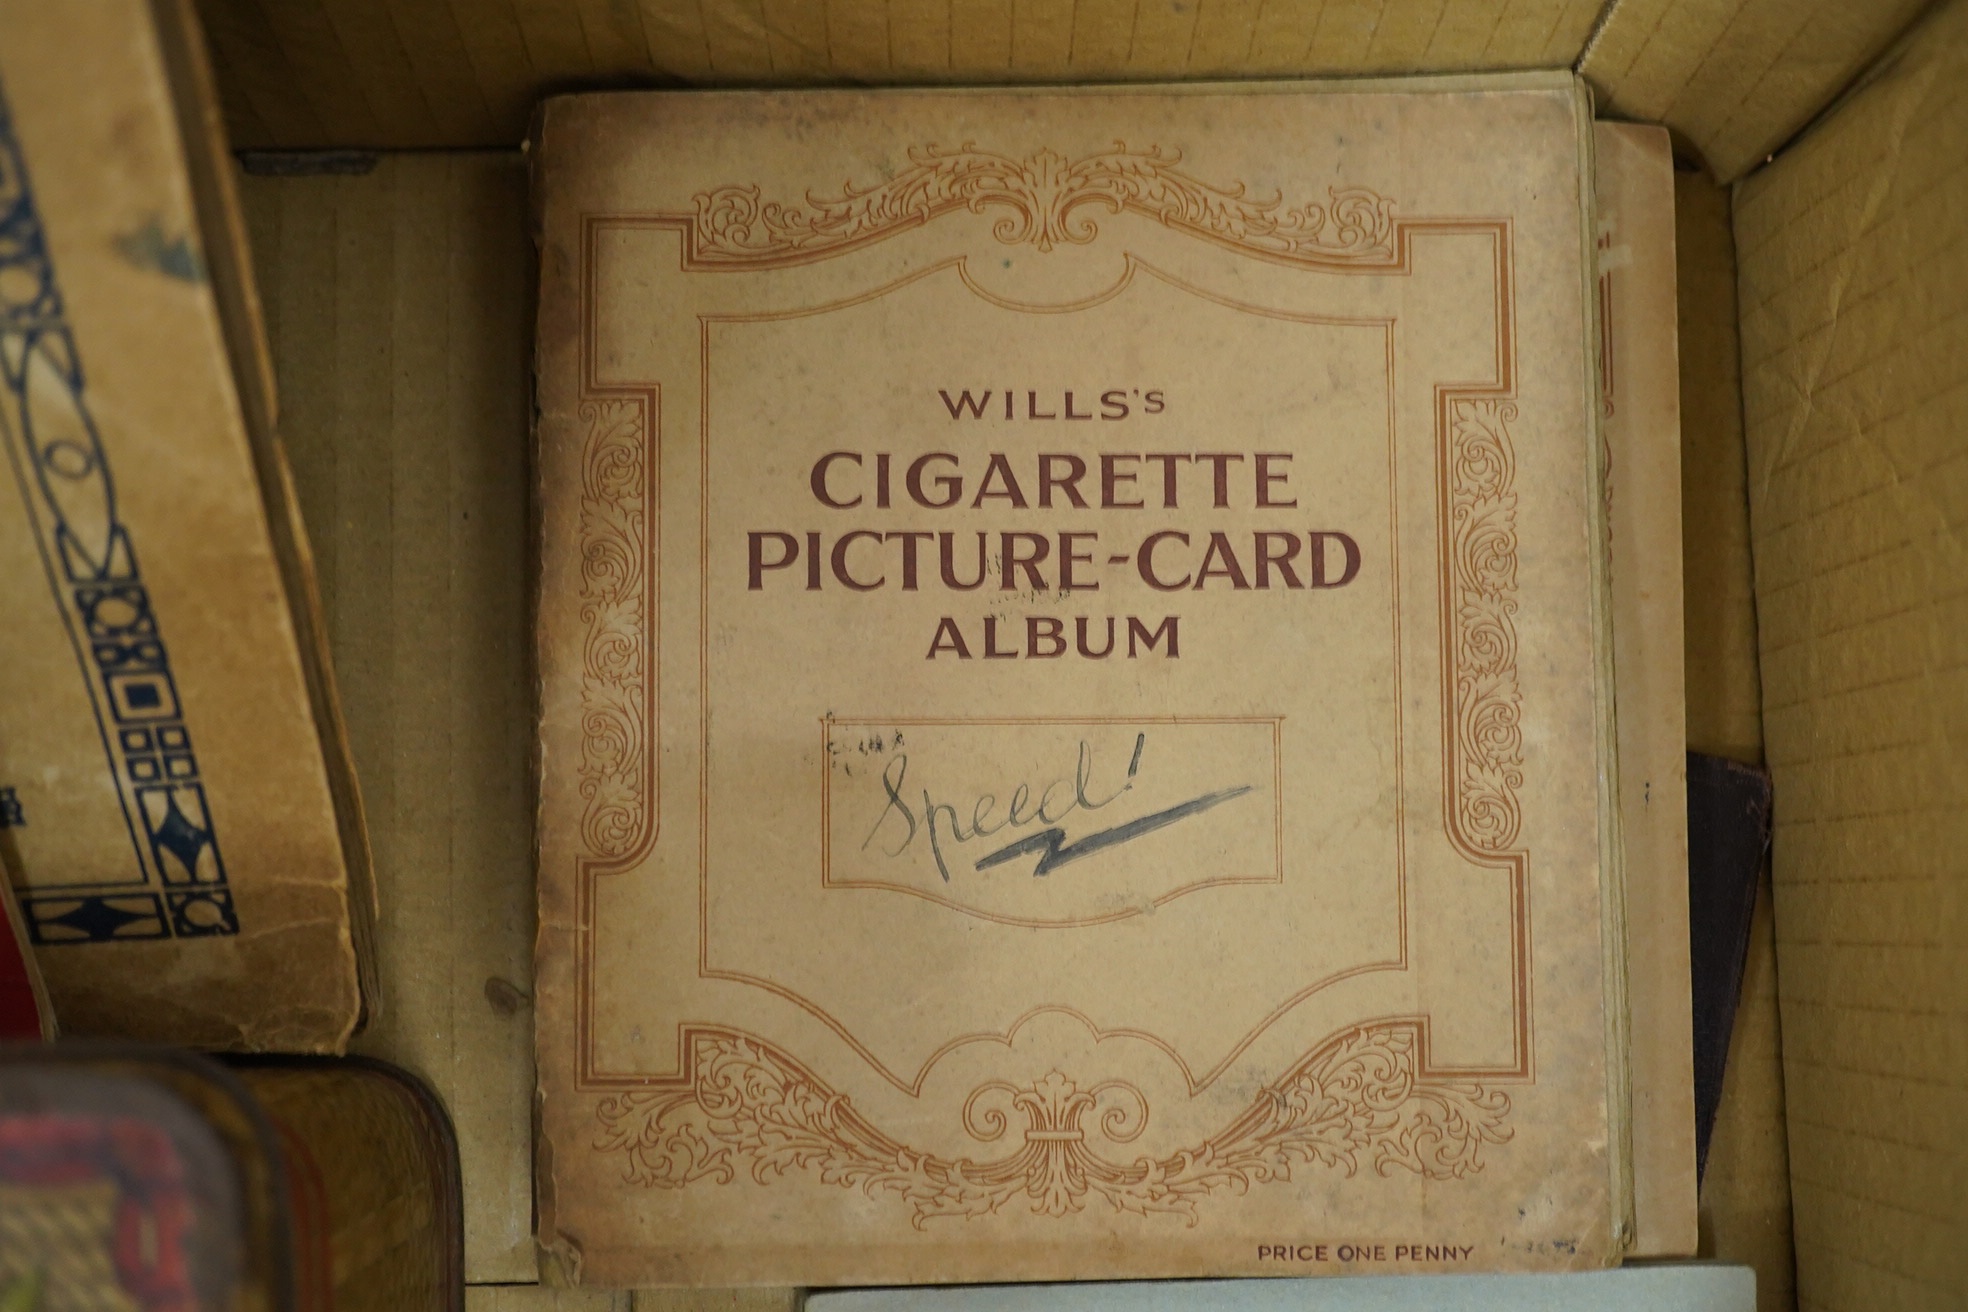 WILLS'S
CIGARETTE
PICTURE-CARD
ALBUM
Speed!
PRICE ONE PENNY